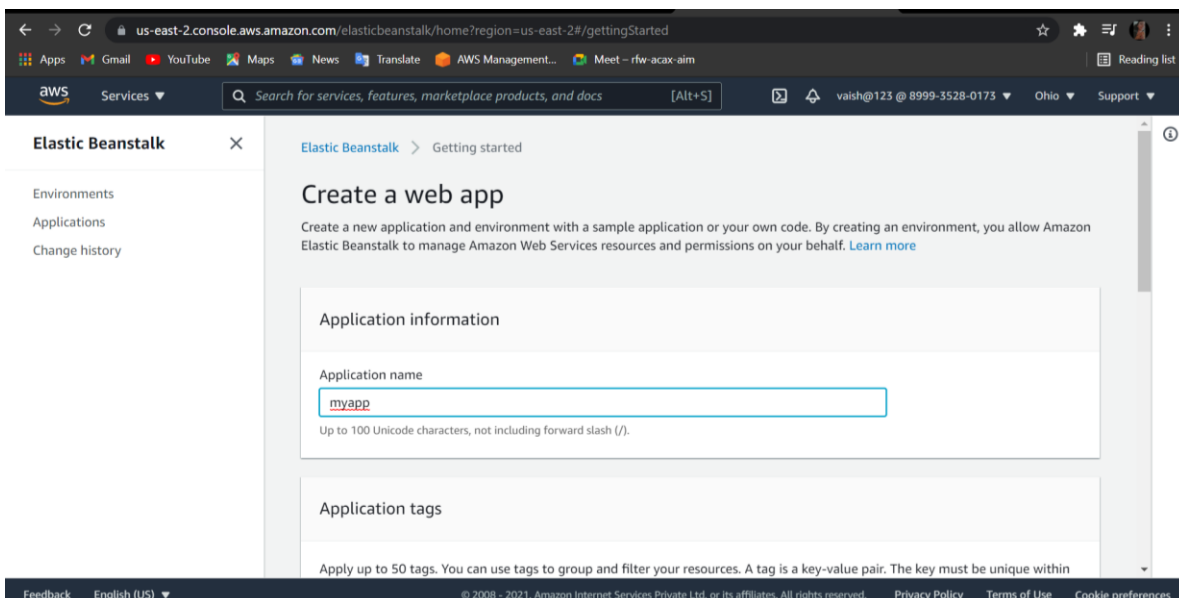 us-east-2.console.aws.amazon.com/elasticbeanstalk/home?region=us-east-2#/gettingStarted
Apps Gmail YouTube Maps News Translate AWS Management... Meet – rfw-acax-aim Reading list
aws Services ▼ Search for services, features, marketplace products, and docs [Alt+S] vaish@123 @ 8999-3528-0173 ▼ Ohio ▼ Support ▼
Elastic Beanstalk
Environments
Applications
Change history
Elastic Beanstalk > Getting started
Create a web app
Create a new application and environment with a sample application or your own code. By creating an environment, you allow Amazon
Elastic Beanstalk to manage Amazon Web Services resources and permissions on your behalf. Learn more
Application information
Application name
myapp
Up to 100 Unicode characters, not including forward slash (/).
Application tags
Apply up to 50 tags. You can use tags to group and filter your resources. A tag is a key-value pair. The key must be unique within
Feedback English (US) ▼ © 2008 - 2021, Amazon Internet Services Private Ltd. or its affiliates. All rights reserved. Privacy Policy Terms of Use Cookie preferences